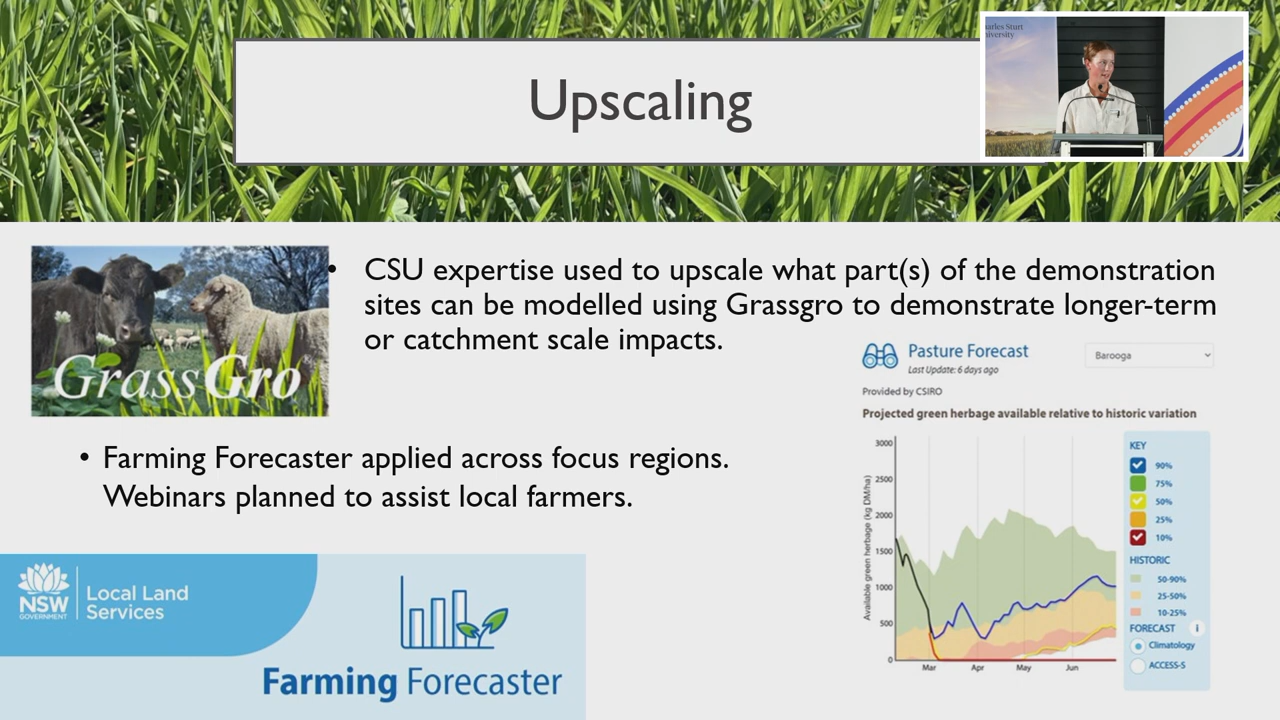 Upscaling
Charles Sturt
University
GrassGro
• CSU expertise used to upscale what part(s) of the demonstration
sites can be modelled using Grassgro to demonstrate longer-term
or catchment scale impacts.
• Farming Forecaster applied across focus regions.
Webinars planned to assist local farmers.
NSW
GOVERNMENT
Local Land
Services
Farming Forecaster
Pasture Forecast
Last Update: 6 days ago
Barooga
Provided by CSIRO
Projected green herbage available relative to historic variation
Available green herbage (kg DM/ha)
3000
2500
2000
1500
1000
500
0
Mar
Apr
May
Jun
KEY
90%
75%
50%
25%
10%
HISTORIC
50-90%
25-50%
10-25%
FORECAST i
Climatology
ACCESS-S